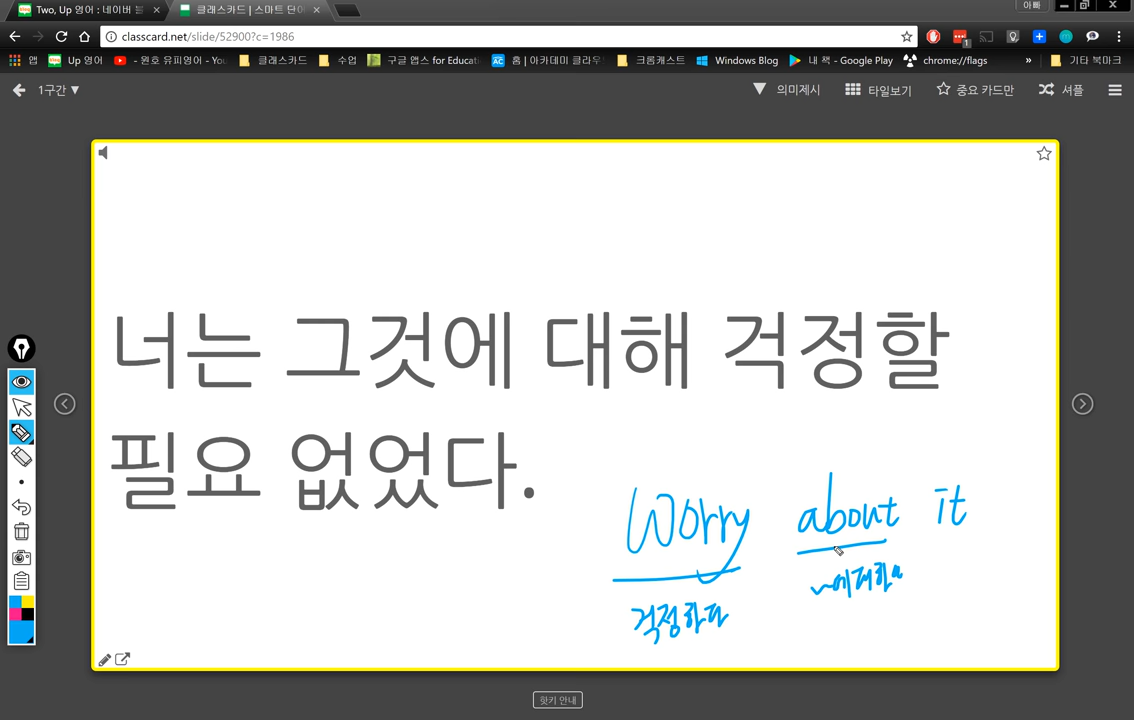 Two, Up 영어 : 네이버 블
클래스카드 | 스마트 단어
아빠
classcard.net/slide/52900?c=1986
앱
Up 영어
- 원호 유피영어 - You
클래스카드
수업
구글 앱스 for Educati
홈 | 아카데미 클라우
크롬캐스트
Windows Blog
내 책 - Google Play
chrome://flags
»
기타 북마크
1구간 ▼
의미제시
타일보기
중요 카드만
셔플
너는 그것에 대해 걱정할
필요 없었다.
Worry about it
걱정하다
핫키 안내